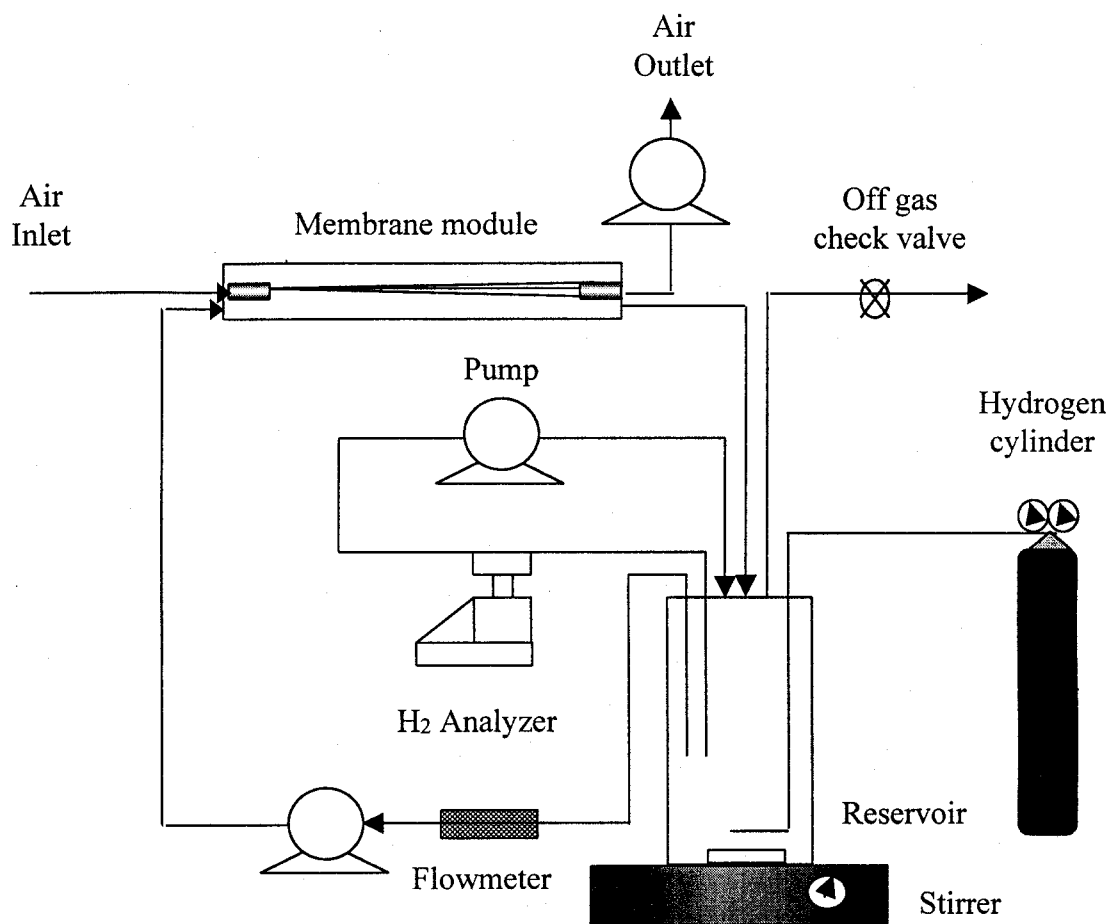 Air
Outlet
Air
Inlet
Membrane module
Off gas
check valve
Pump
Hydrogen
cylinder
H₂ Analyzer
Reservoir
Flowmeter
Stirrer